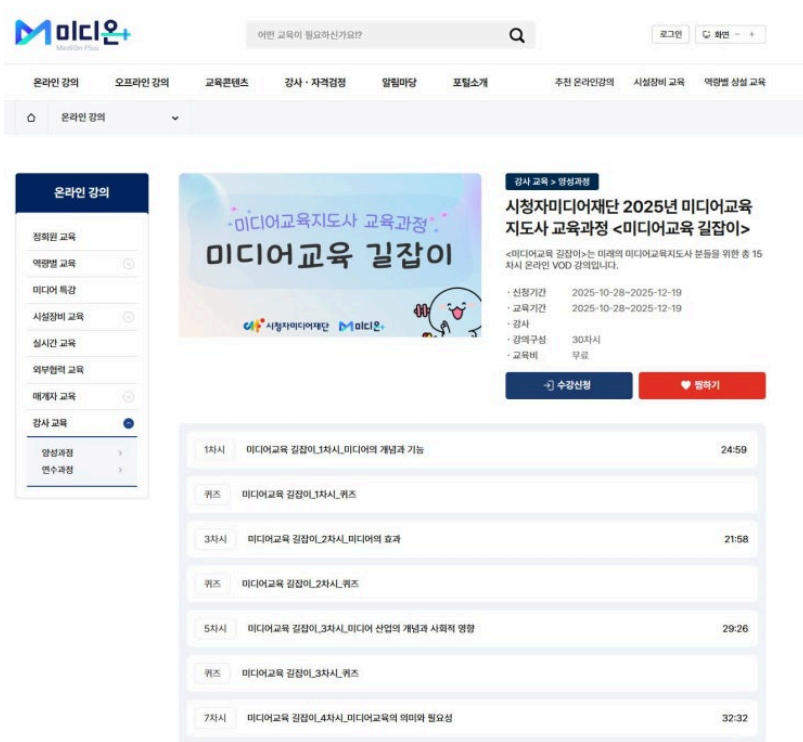 미디온+
MediOn Plus
어떤 교육이 필요하신가요!?
로그인
화면 - +
온라인 강의 오프라인 강의 교육콘텐츠 강사 · 자격검정 알림마당 포털소개 추천 온라인강의 시설장비 교육 역량별 상설 교육
온라인 강의
온라인 강의
정회원 교육
역량별 교육
미디어 특강
시설장비 교육
실시간 교육
외부협력 교육
매개자 교육
강사 교육
양성과정
연수과정
미디어교육지도사 교육과정
미디어교육 길잡이
시청자미디어재단 미디온+
강사 교육 > 양성과정
시청자미디어재단 2025년 미디어교육
지도사 교육과정 <미디어교육 길잡이>
<미디어교육 길잡이>는 미래의 미디어교육지도사 분들을 위한 총 15
차시 온라인 VOD 강의입니다.
· 신청기간 2025-10-28~2025-12-19
· 교육기간 2025-10-28~2025-12-19
· 강사
· 강의구성 30차시
· 교육비 무료
수강신청 찜하기
1차시 미디어교육 길잡이_1차시_미디어의 개념과 기능 24:59
퀴즈 미디어교육 길잡이_1차시_퀴즈
3차시 미디어교육 길잡이_2차시_미디어의 효과 21:58
퀴즈 미디어교육 길잡이_2차시_퀴즈
5차시 미디어교육 길잡이_3차시_미디어 산업의 개념과 사회적 영향 29:26
퀴즈 미디어교육 길잡이_3차시_퀴즈
7차시 미디어교육 길잡이_4차시_미디어교육의 의미와 필요성 32:32